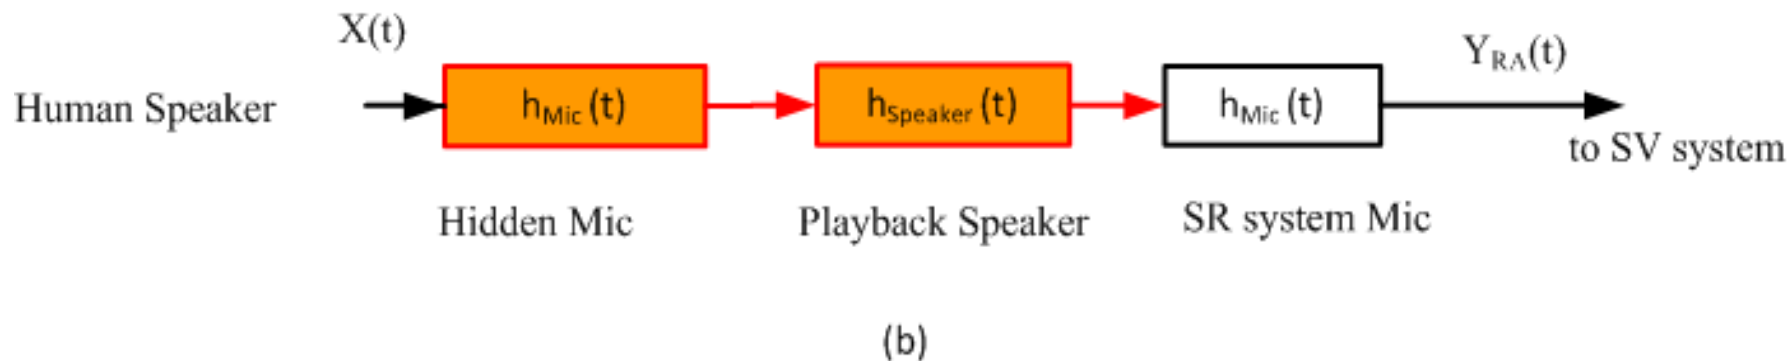 X(t)
Y_RA(t)
Human Speaker
h_Mic (t)
h_Speaker (t)
h_Mic (t)
to SV system
Hidden Mic
Playback Speaker
SR system Mic
(b)